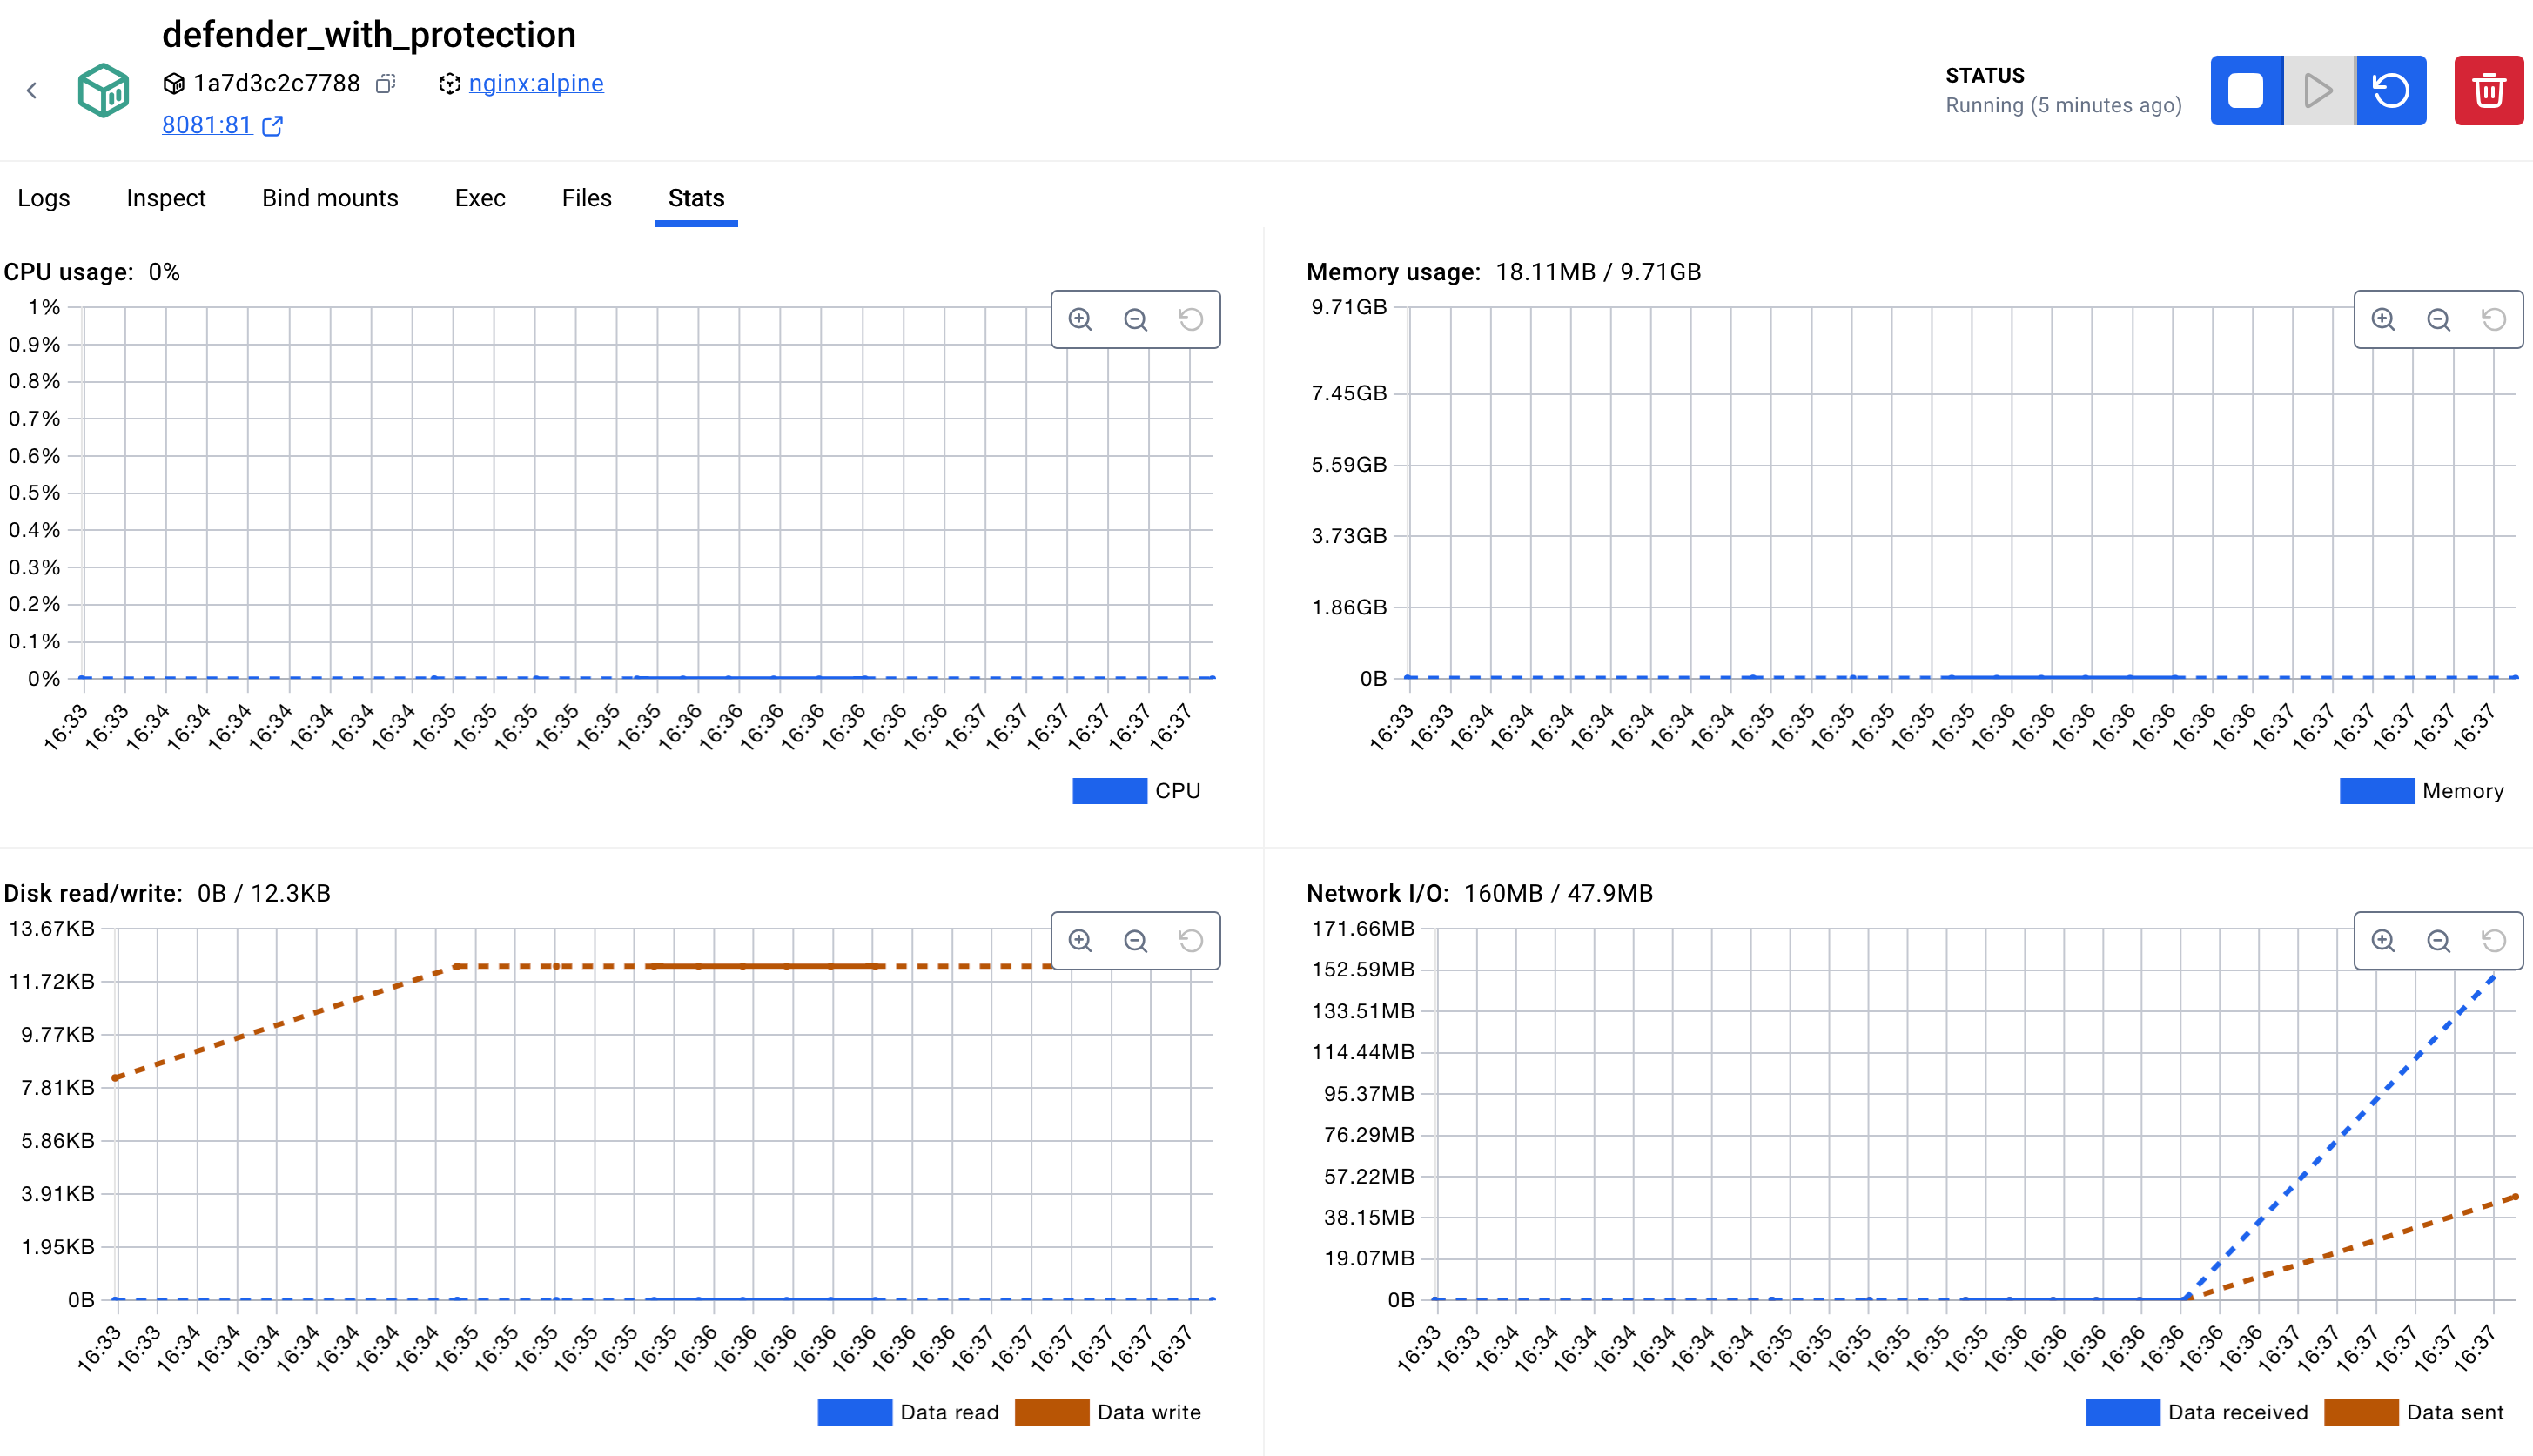 defender_with_protection
1a7d3c2c7788 nginx:alpine
8081:81
STATUS
Running (5 minutes ago)
Logs Inspect Bind mounts Exec Files Stats
CPU usage: 0%
1%
0.9%
0.8%
0.7%
0.6%
0.5%
0.4%
0.3%
0.2%
0.1%
0%
16:33 16:33 16:34 16:34 16:34 16:34 16:34 16:34 16:34 16:35 16:35 16:35 16:35 16:35 16:35 16:36 16:36 16:36 16:36 16:36 16:36 16:36 16:37 16:37 16:37 16:37 16:37 16:37
CPU
Memory usage: 18.11MB / 9.71GB
9.71GB
7.45GB
5.59GB
3.73GB
1.86GB
0B
16:33 16:33 16:34 16:34 16:34 16:34 16:34 16:34 16:34 16:35 16:35 16:35 16:35 16:35 16:35 16:36 16:36 16:36 16:36 16:36 16:36 16:36 16:37 16:37 16:37 16:37 16:37 16:37
Memory
Disk read/write: 0B / 12.3KB
13.67KB
11.72KB
9.77KB
7.81KB
5.86KB
3.91KB
1.95KB
0B
16:33 16:33 16:34 16:34 16:34 16:34 16:34 16:34 16:34 16:35 16:35 16:35 16:35 16:35 16:35 16:36 16:36 16:36 16:36 16:36 16:36 16:36 16:37 16:37 16:37 16:37 16:37 16:37
Data read Data write
Network I/O: 160MB / 47.9MB
171.66MB
152.59MB
133.51MB
114.44MB
95.37MB
76.29MB
57.22MB
38.15MB
19.07MB
0B
16:33 16:33 16:34 16:34 16:34 16:34 16:34 16:34 16:34 16:35 16:35 16:35 16:35 16:35 16:35 16:36 16:36 16:36 16:36 16:36 16:36 16:36 16:37 16:37 16:37 16:37 16:37 16:37
Data received Data sent